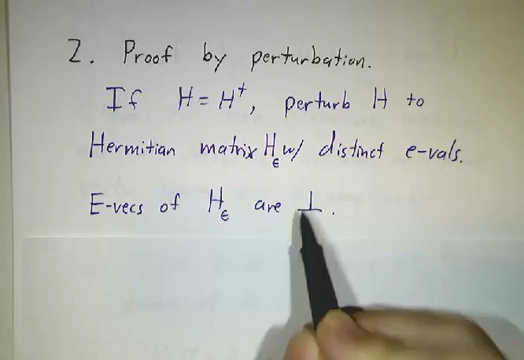 2. Proof by perturbation.
If H = H†, perturb H to
Hermitian matrix Hε w/ distinct e-vals.
E-vecs of Hε are ⊥.